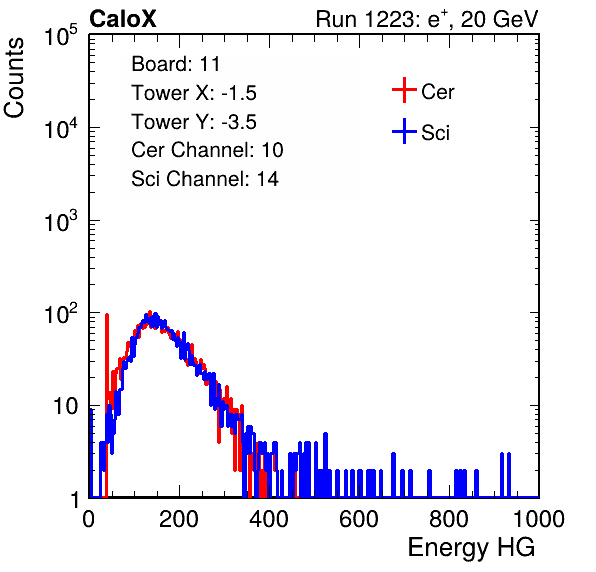 CaloX Run 1223: e⁺, 20 GeV
Board: 11
Tower X: -1.5
Tower Y: -3.5
Cer Channel: 10
Sci Channel: 14
Cer
Sci
Counts
10⁵
10⁴
10³
10²
10
1
0 200 400 600 800 1000
Energy HG